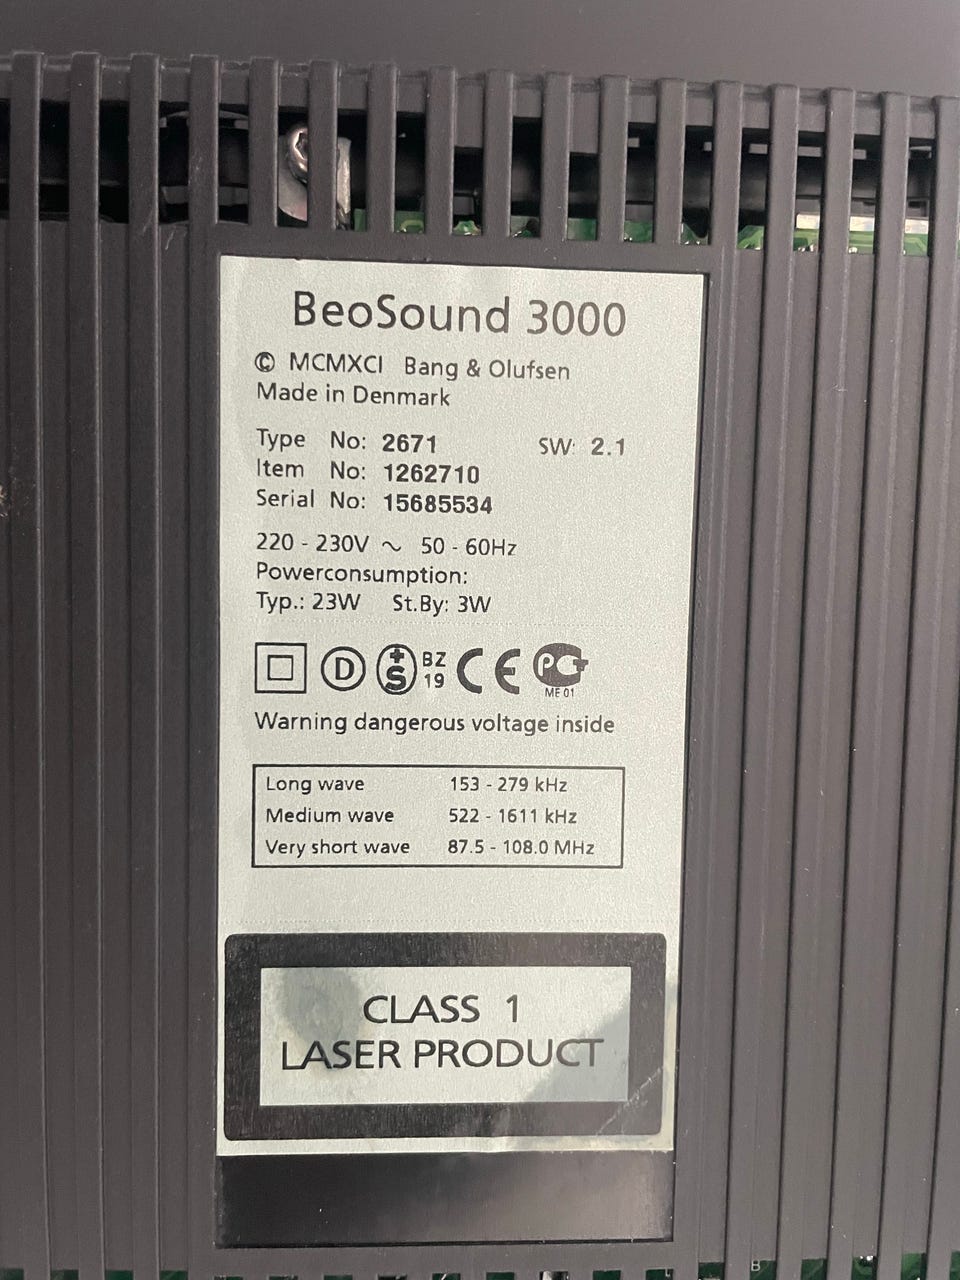 BeoSound 3000
© MCMXCI Bang & Olufsen
Made in Denmark
Type No: 2671 SW: 2.1
Item No: 1262710
Serial No: 15685534
220 - 230V ~ 50 - 60Hz
Powerconsumption:
Typ.: 23W St.By: 3W
D +S BZ 19 CE PCT ME 01
Warning dangerous voltage inside
Long wave 153 - 279 kHz
Medium wave 522 - 1611 kHz
Very short wave 87.5 - 108.0 MHz
CLASS 1
LASER PRODUCT